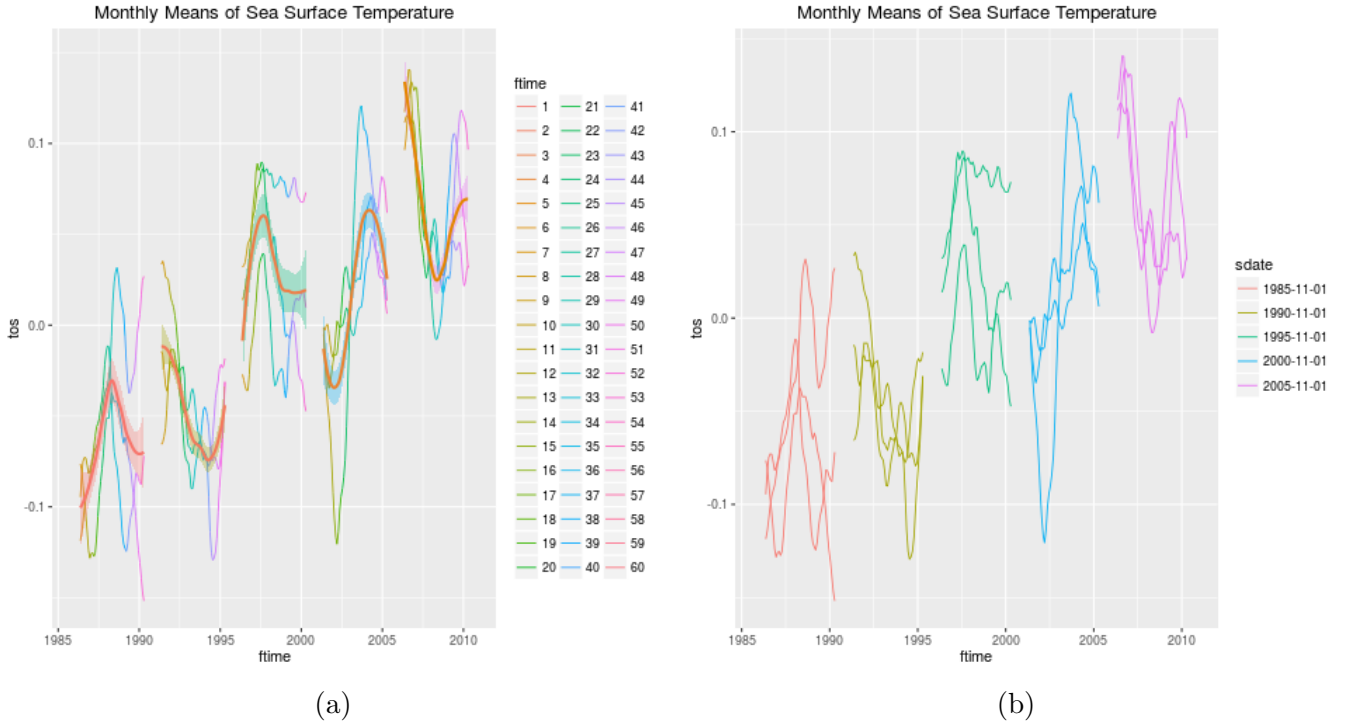 Monthly Means of Sea Surface Temperature
tos
0.1
0.0
-0.1
1985 1990 1995 2000 2005 2010
ftime
ftime
1 21 41
2 22 42
3 23 43
4 24 44
5 25 45
6 26 46
7 27 47
8 28 48
9 29 49
10 30 50
11 31 51
12 32 52
13 33 53
14 34 54
15 35 55
16 36 56
17 37 57
18 38 58
19 39 59
20 40 60
(a)
Monthly Means of Sea Surface Temperature
tos
0.1
0.0
-0.1
1985 1990 1995 2000 2005 2010
ftime
sdate
1985-11-01
1990-11-01
1995-11-01
2000-11-01
2005-11-01
(b)